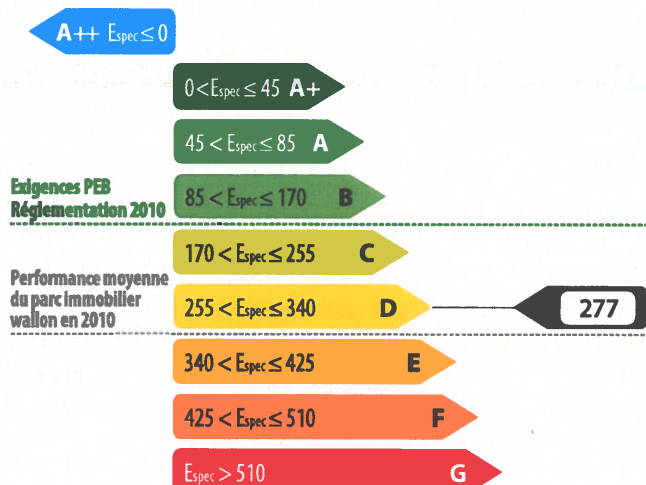 A++ Espec ≤ 0
0 < Espec ≤ 45 A+
45 < Espec ≤ 85 A
Exigences PEB
Réglementation 2010
85 < Espec ≤ 170 B
170 < Espec ≤ 255 C
Performance moyenne
du parc immobilier
wallon en 2010
255 < Espec ≤ 340 D
277
340 < Espec ≤ 425 E
425 < Espec ≤ 510 F
Espec > 510 G